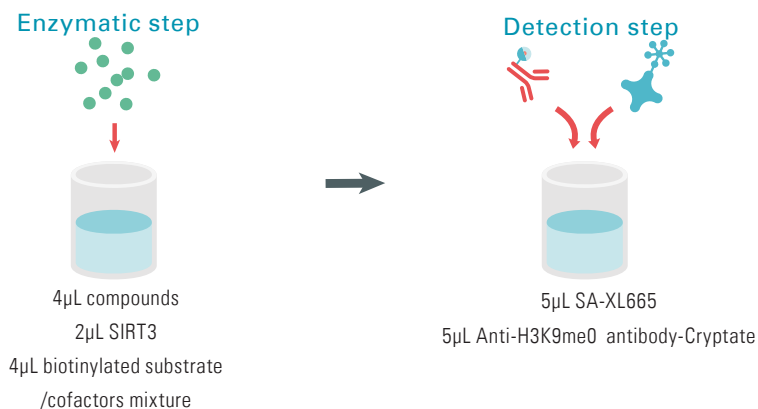 Enzymatic step
4µL compounds
2µL SIRT3
4µL biotinylated substrate
/cofactors mixture
Detection step
5µL SA-XL665
5µL Anti-H3K9me0 antibody-Cryptate